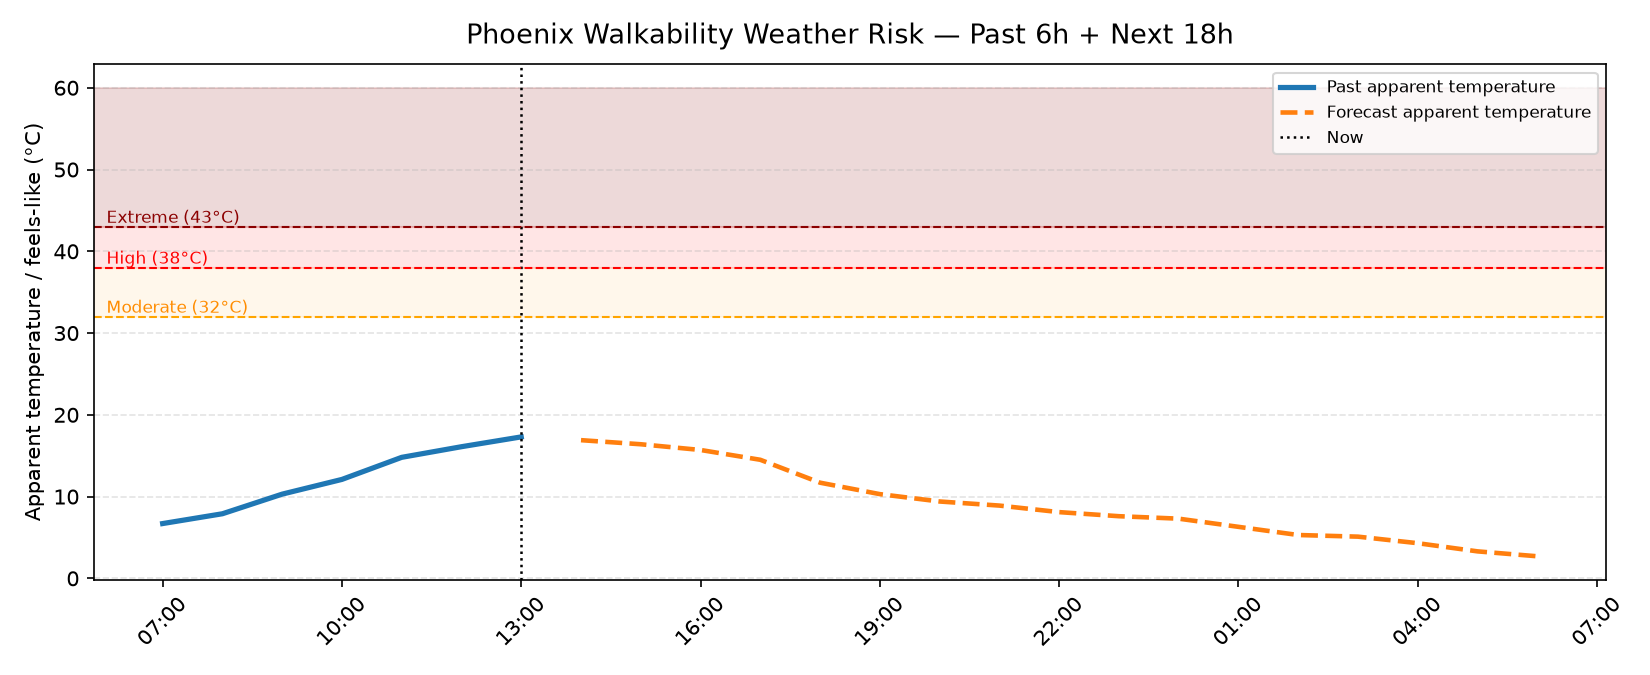 Phoenix Walkability Weather Risk — Past 6h + Next 18h
Apparent temperature / feels-like (°C)
60
50
40
30
20
10
0
Past apparent temperature
Forecast apparent temperature
Now
Extreme (43°C)
High (38°C)
Moderate (32°C)
07:00
10:00
13:00
16:00
19:00
22:00
01:00
04:00
07:00